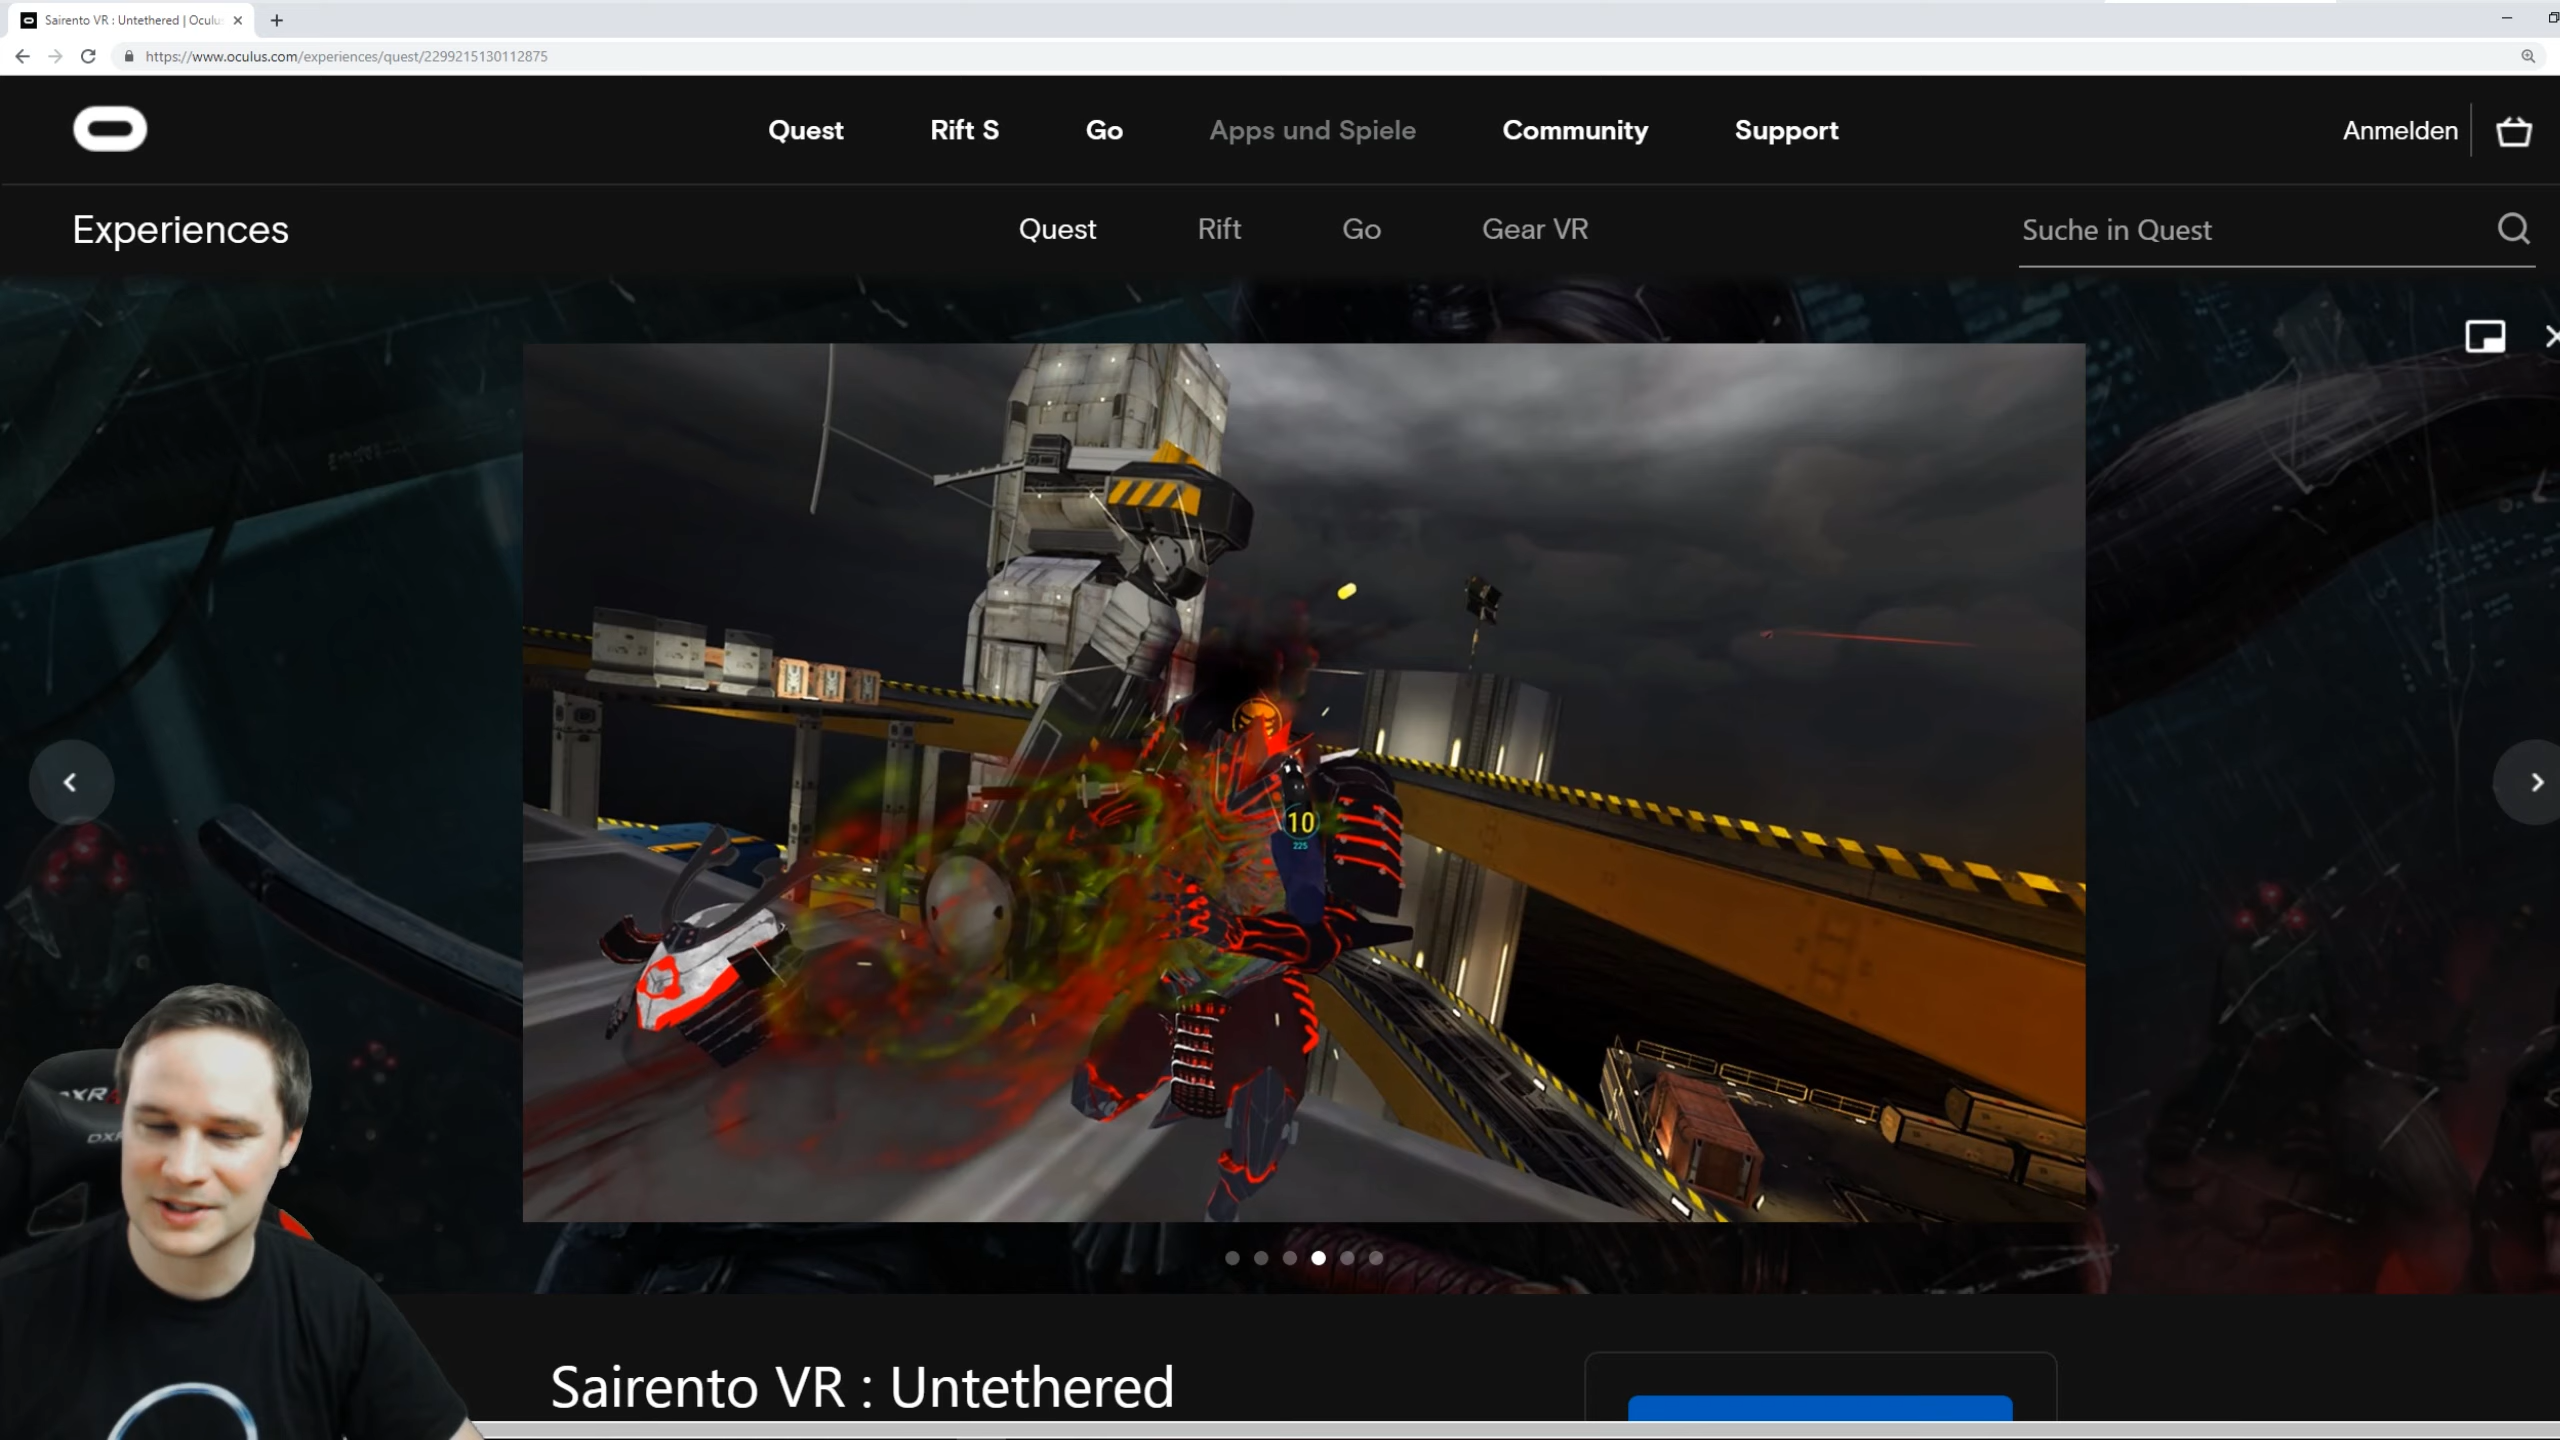 Sairento VR : Untethered | Oculu
https://www.oculus.com/experiences/quest/2299215130112875
Quest
Rift S
Go
Apps und Spiele
Community
Support
Anmelden
Experiences
Quest
Rift
Go
Gear VR
Suche in Quest
10
225
Sairento VR : Untethered